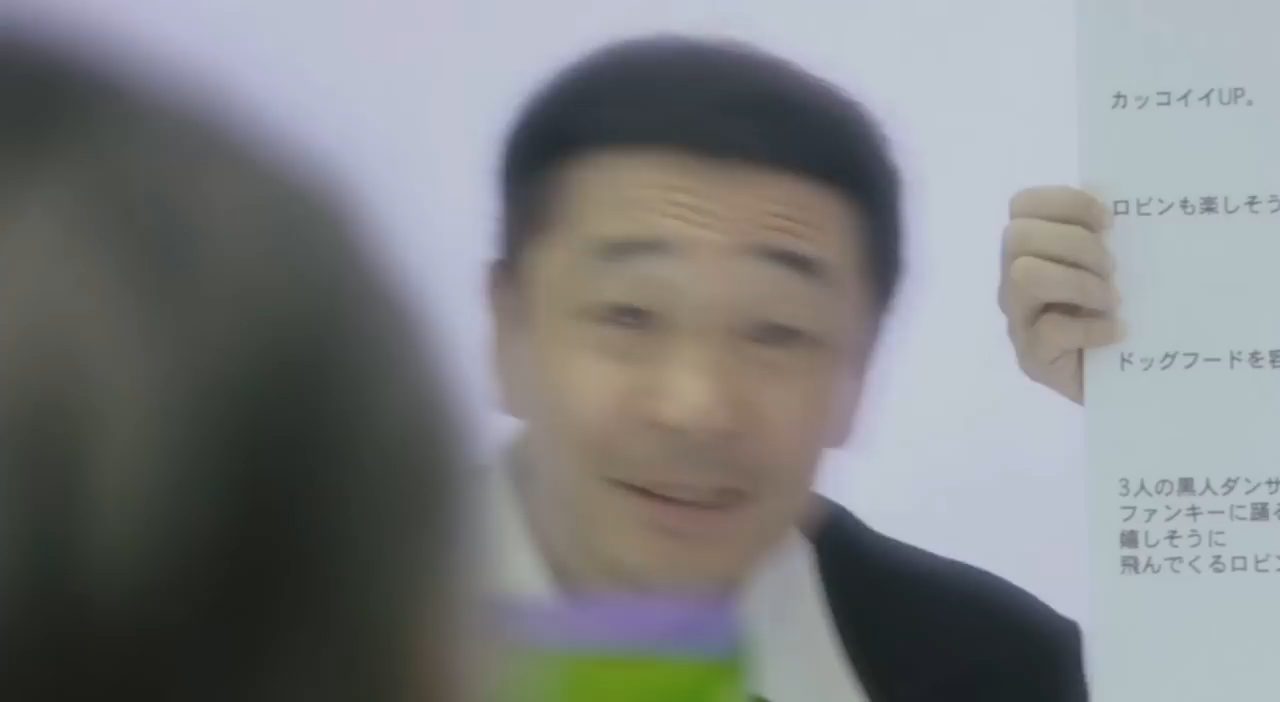 カッコイイUP。
ロビンも楽しそう
ドッグフードを容
3人の黒人ダンサ
ファンキーに踊る
嬉しそうに
飛んでくるロビン